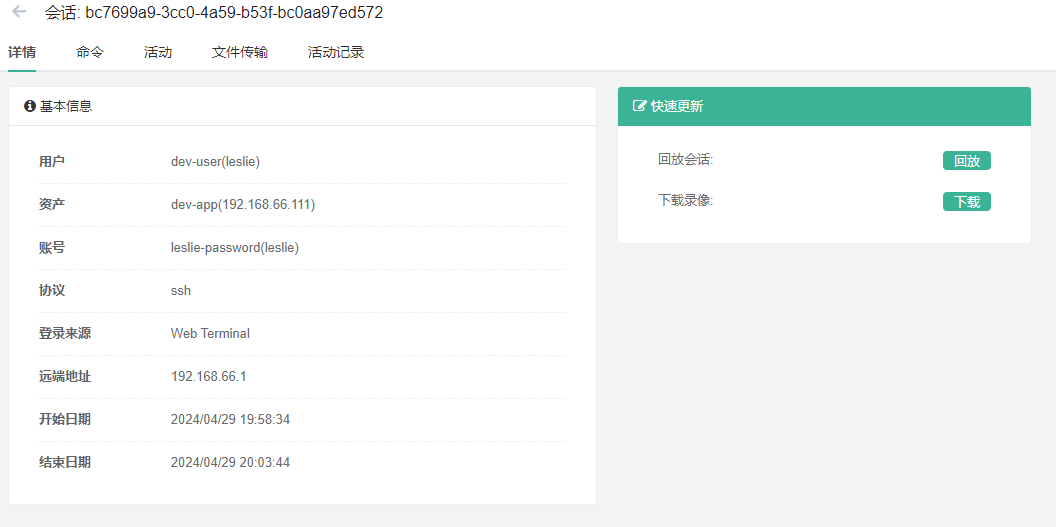 会话: bc7699a9-3cc0-4a59-b53f-bc0aa97ed572
详情 命令 活动 文件传输 活动记录
基本信息
用户 dev-user(leslie)
资产 dev-app(192.168.66.111)
账号 leslie-password(leslie)
协议 ssh
登录来源 Web Terminal
远端地址 192.168.66.1
开始日期 2024/04/29 19:58:34
结束日期 2024/04/29 20:03:44
快速更新
回放会话: 回放
下载录像: 下载